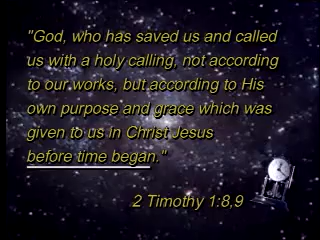 "God, who has saved us and called
us with a holy calling, not according
to our works, but according to His
own purpose and grace which was
given to us in Christ Jesus
before time began."
2 Timothy 1:8,9